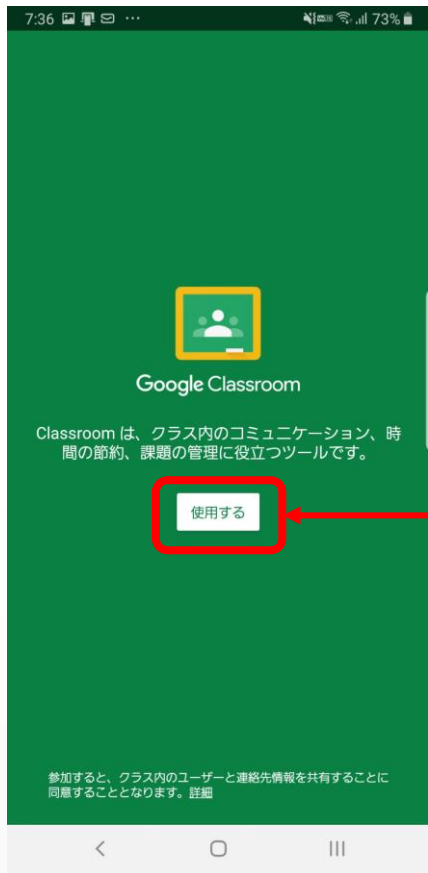 7:36 ... 73%
Google Classroom
Classroom は、クラス内のコミュニケーション、時
間の節約、課題の管理に役立つツールです。
使用する
参加すると、クラス内のユーザーと連絡先情報を共有することに
同意することとなります。詳細